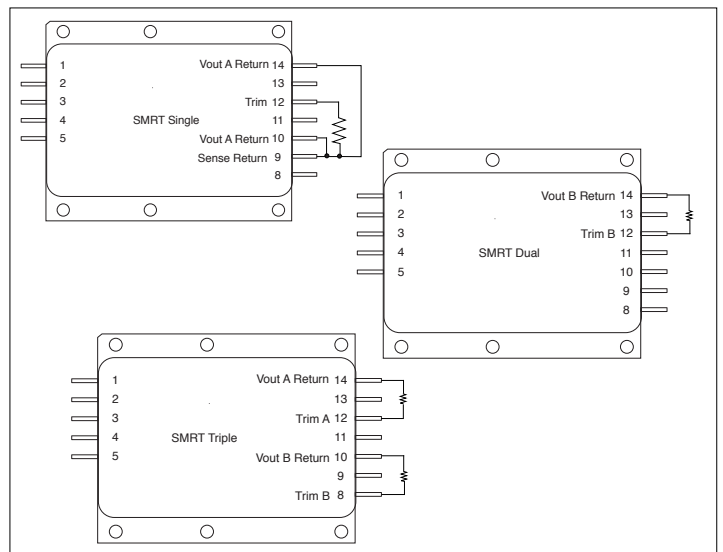 1 Vout A Return 14
2 13
3 Trim 12
4 SMRT Single 11
5 Vout A Return 10
Sense Return 9
8
1 Vout B Return 14
2 13
3 Trim B 12
4 SMRT Dual 11
5 10
9
8
1 Vout A Return 14
2 13
3 Trim A 12
4 SMRT Triple 11
5 Vout B Return 10
9
Trim B 8